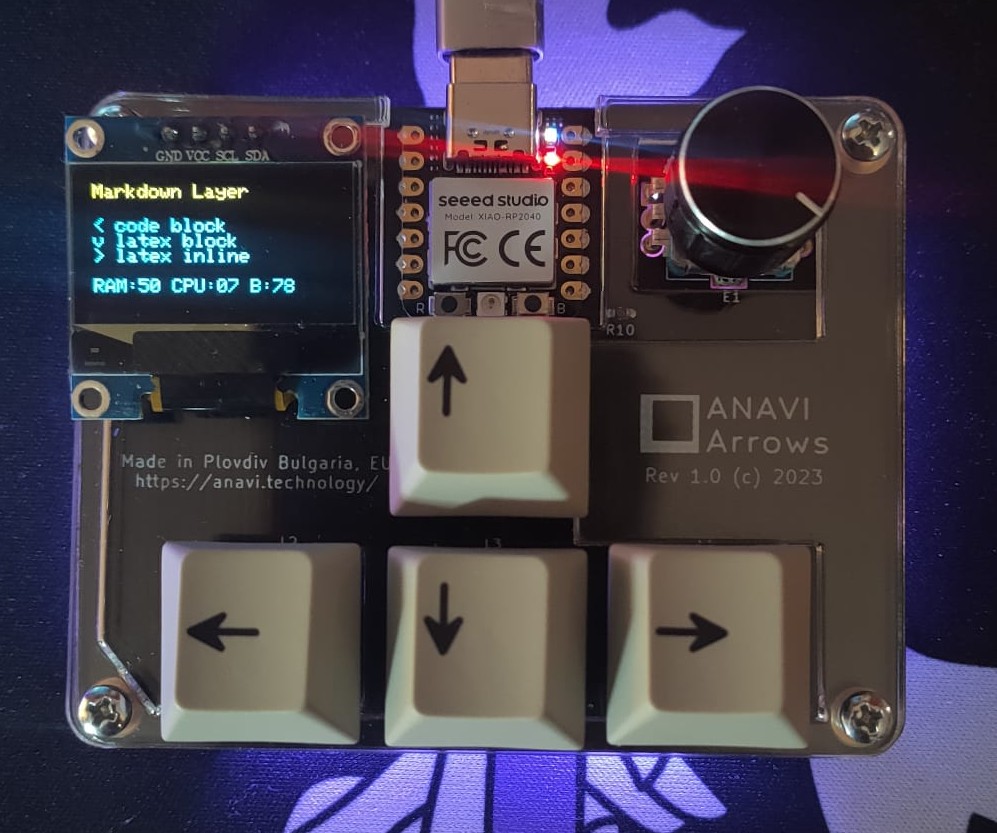 GND VCC SCL SDA
Markdown Layer
< code block
v latex block
> latex inline
RAM:50 CPU:07 B:78
seeed studio
Model: XIAO-RP2040
FC CE
R
B
E1
R10
ANAVI
Arrows
Rev 1.0 (c) 2023
Made in Plovdiv Bulgaria, EU
https://anavi.technology/
L3